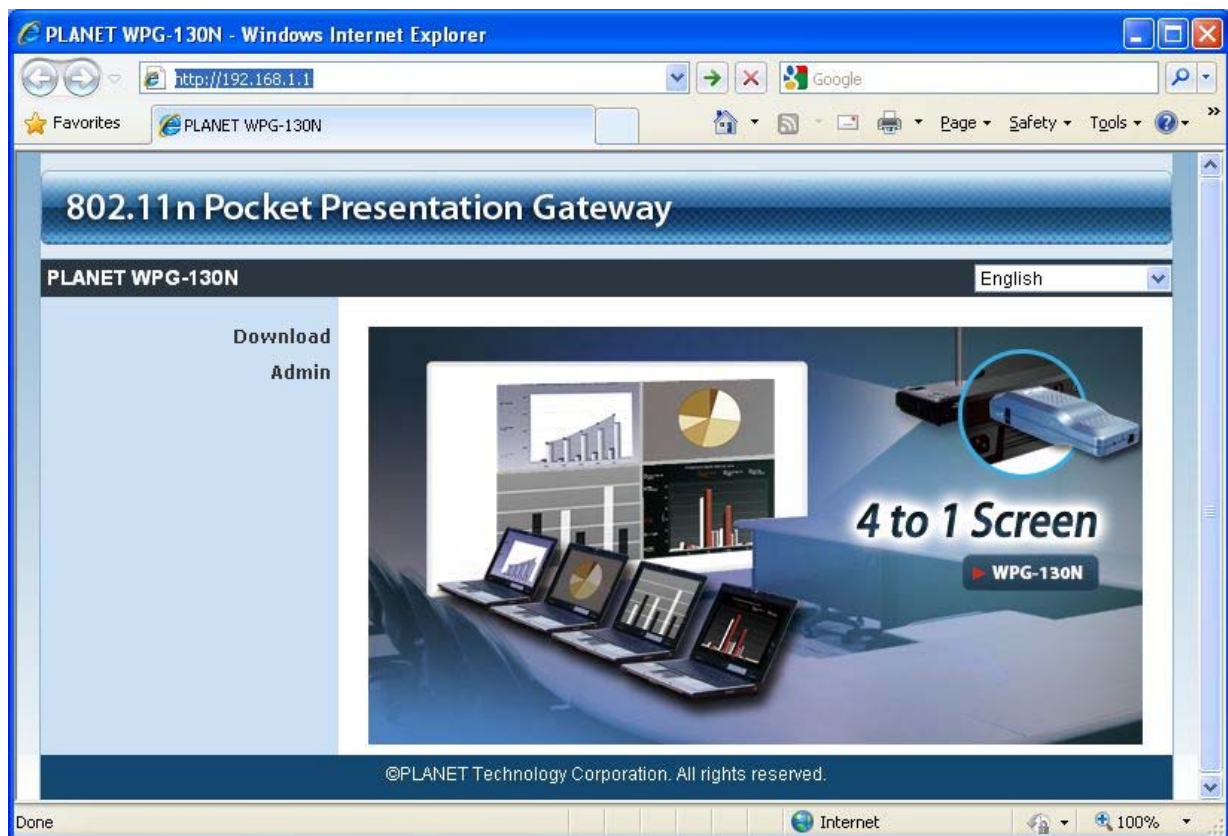 PLANET WPG-130N - Windows Internet Explorer
http://192.168.1.1
Google
Favorites
PLANET WPG-130N
Page
Safety
Tools
802.11n Pocket Presentation Gateway
PLANET WPG-130N
English
Download
Admin
4 to 1 Screen
WPG-130N
©PLANET Technology Corporation. All rights reserved.
Done
Internet
100%